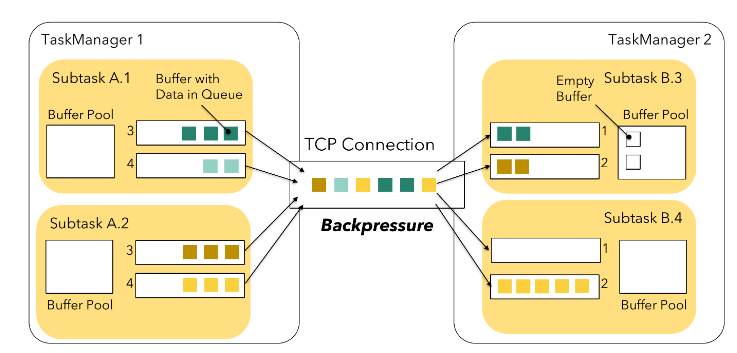 TaskManager 1
TaskManager 2
Subtask A.1
Buffer with
Data in Queue
Buffer Pool
3
4
Subtask A.2
3
4
Buffer Pool
TCP Connection
Backpressure
Empty
Buffer
Subtask B.3
Buffer Pool
1
2
Subtask B.4
1
2
Buffer Pool